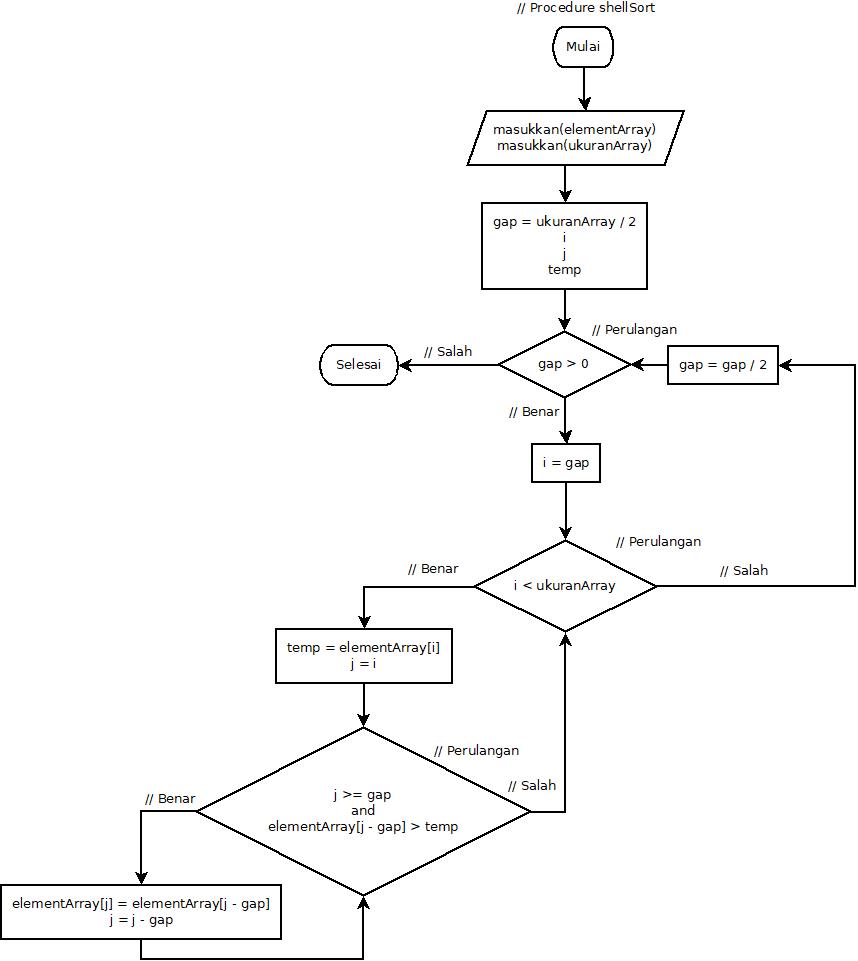 // Procedure shellSort
Mulai
masukkan(elementArray)
masukkan(ukuranArray)
gap = ukuranArray / 2
i
j
temp
// Perulangan
// Salah
Selesai
gap > 0
gap = gap / 2
// Benar
i = gap
// Perulangan
// Benar
// Salah
i < ukuranArray
temp = elementArray[i]
j = i
// Perulangan
// Salah
// Benar
j >= gap
and
elementArray[j - gap] > temp
elementArray[j] = elementArray[j - gap]
j = j - gap